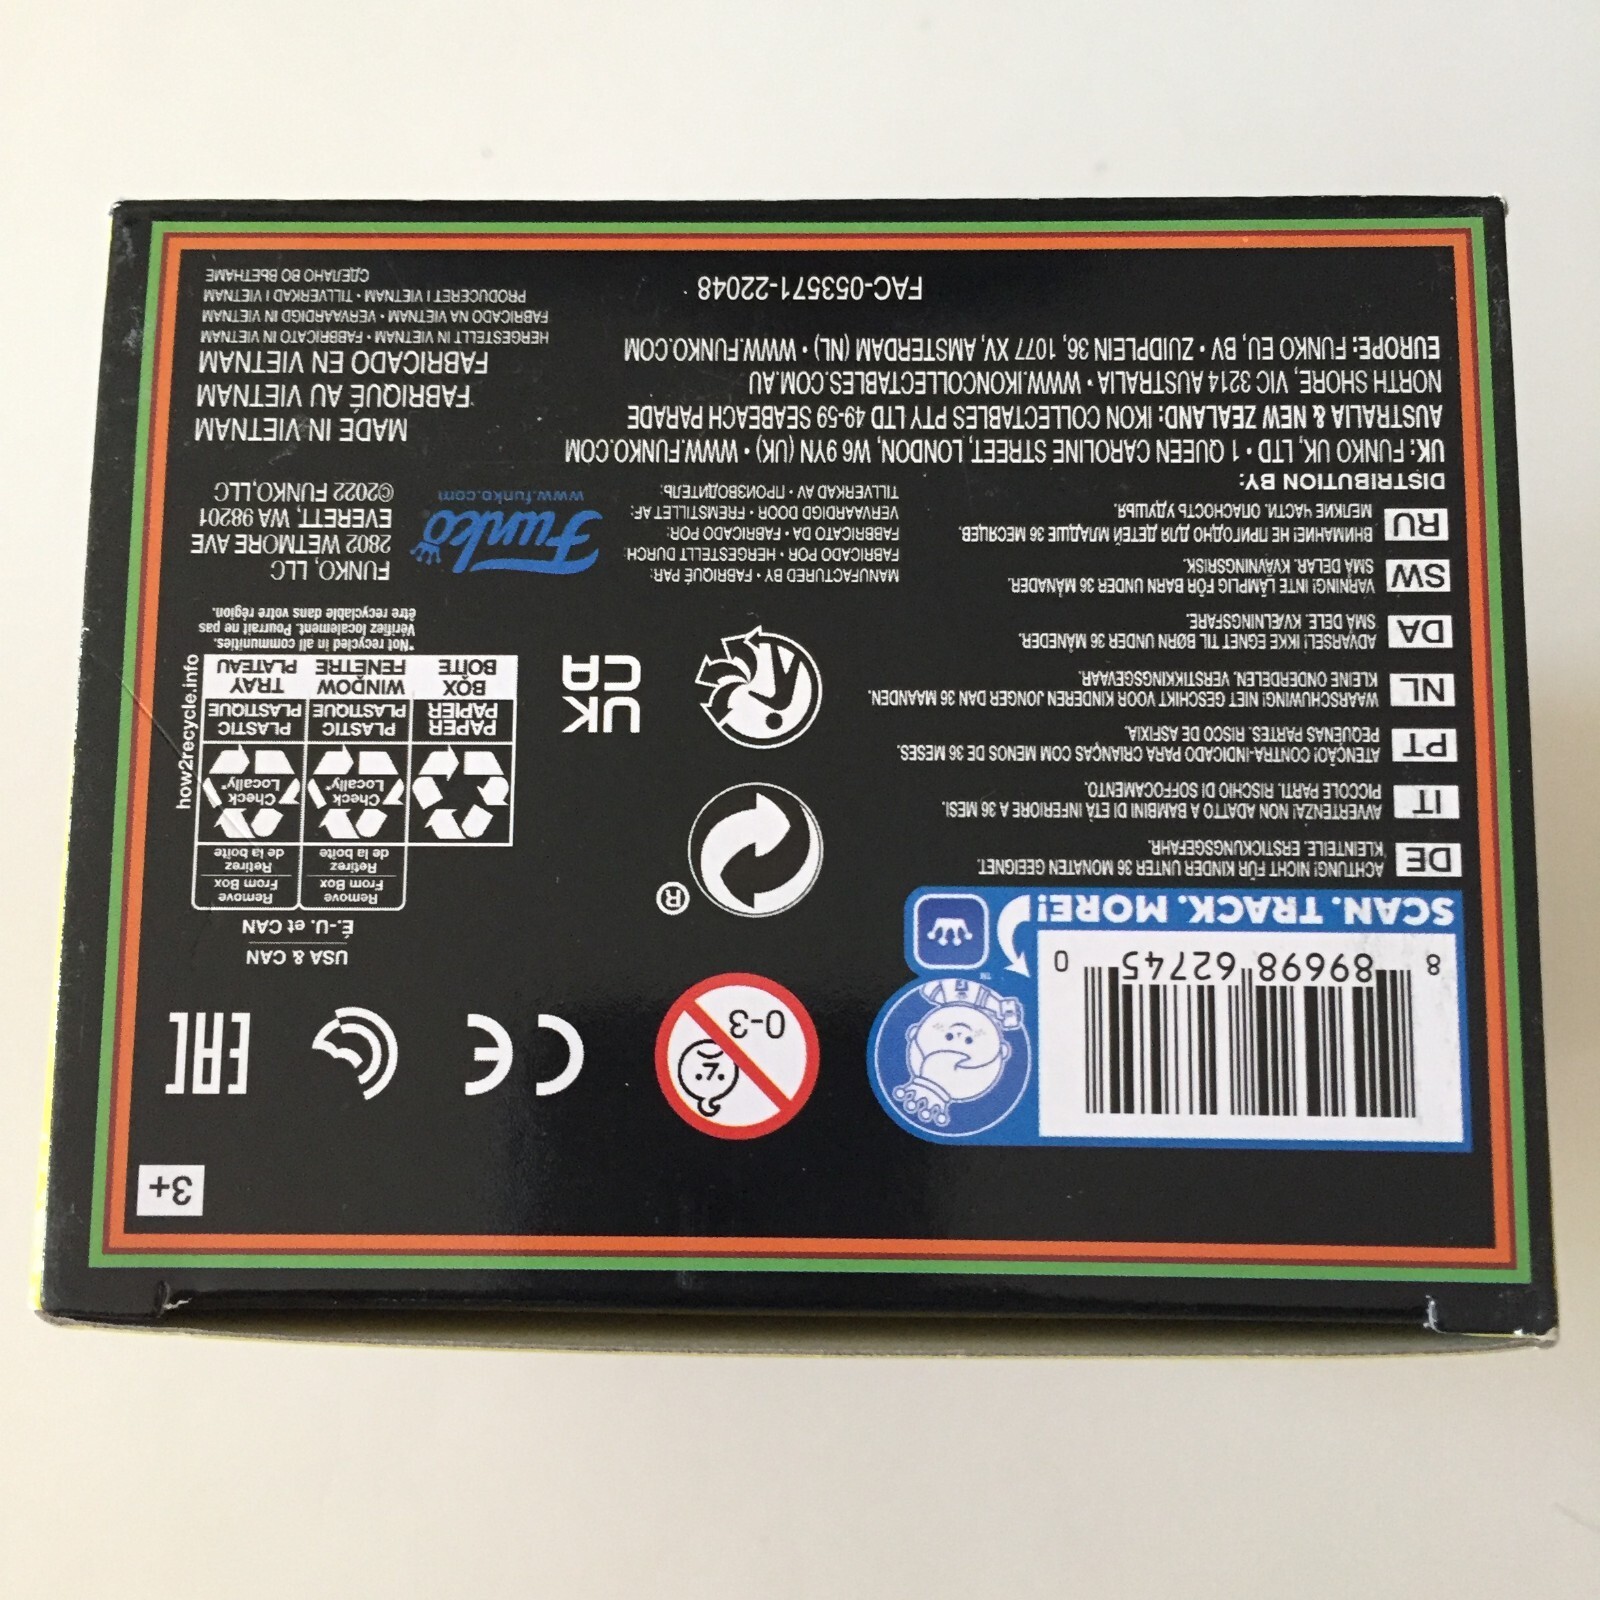 3+
8 89698 62745 0
SCAN. TRACK. MORE!
™
0-3
CE
EAC
USA & CAN
É.-U. et CAN
Remove
From Box
Retirez
de la boîte
Remove
From Box
Retirez
de la boîte
Check
Locally*
Check
Locally*
PAPER
PAPIER
PLASTIC
PLASTIQUE
PLASTIC
PLASTIQUE
BOX
BOÎTE
WINDOW
FENÊTRE
TRAY
PLATEAU
how2recycle.info
*Not recycled in all communities.
Vérifiez localement. Pourrait ne pas
être recyclable dans votre région.
®
UK
CA
DE
ACHTUNG! NICHT FÜR KINDER UNTER 36 MONATEN GEEIGNET.
KLEINTEILE. ERSTICKUNGSGEFAHR.
IT
AVVERTENZA! NON ADATTO A BAMBINI DI ETÀ INFERIORE A 36 MESI.
PICCOLE PARTI. RISCHIO DI SOFFOCAMENTO.
PT
ATENÇÃO! CONTRA-INDICADO PARA CRIANÇAS COM MENOS DE 36 MESES.
PEQUENAS PARTES. RISCO DE ASFIXIA.
NL
WAARSCHUWING! NIET GESCHIKT VOOR KINDEREN JONGER DAN 36 MAANDEN.
KLEINE ONDERDELEN. VERSTIKKINGSGEVAAR.
DA
ADVARSEL! IKKE EGNET TIL BØRN UNDER 36 MÅNEDER.
SMÅ DELE. KVÆLNINGSFARE.
SW
VARNING! INTE LÄMPLIG FÖR BARN UNDER 36 MÅNADER.
SMÅ DELAR. KVÄVNINGSRISK.
RU
ВНИМАНИЕ! НЕ ПРИГОДНО ДЛЯ ДЕТЕЙ МЛАДШЕ 36 МЕСЯЦЕВ.
МЕЛКИЕ ЧАСТИ. ОПАСНОСТЬ УДУШЬЯ.
MANUFACTURED BY • FABRIQUÉ PAR:
FABRICADO POR • HERGESTELLT DURCH:
FABBRICATO DA • FABRICADO POR:
VERVAARDIGD DOOR • FREMSTILLET AF:
TILLVERKAD AV • ПРОИЗВОДИТЕЛЬ:
Funko
www.funko.com
FUNKO, LLC
2802 WETMORE AVE
EVERETT, WA 98201
©2022 FUNKO,LLC
DISTRIBUTION BY:
UK: FUNKO UK, LTD • 1 QUEEN CAROLINE STREET, LONDON, W6 9YN (UK) • WWW.FUNKO.COM
AUSTRALIA & NEW ZEALAND: IKON COLLECTABLES PTY LTD 49-59 SEABEACH PARADE
NORTH SHORE, VIC 3214 AUSTRALIA • WWW.IKONCOLLECTABLES.COM.AU
EUROPE: FUNKO EU, BV • ZUIDPLEIN 36, 1077 XV, AMSTERDAM (NL) • WWW.FUNKO.COM
MADE IN VIETNAM
FABRIQUÉ AU VIETNAM
FABRICADO EN VIETNAM
HERGESTELLT IN VIETNAM • FABBRICATO IN VIETNAM
FABRICADO NA VIETNAM • VERVAARDIGD IN VIETNAM
PRODUCERET I VIETNAM • TILLVERKAD I VIETNAM
СДЕЛАНО ВО ВЬЕТНАМЕ
FAC-053571-22048